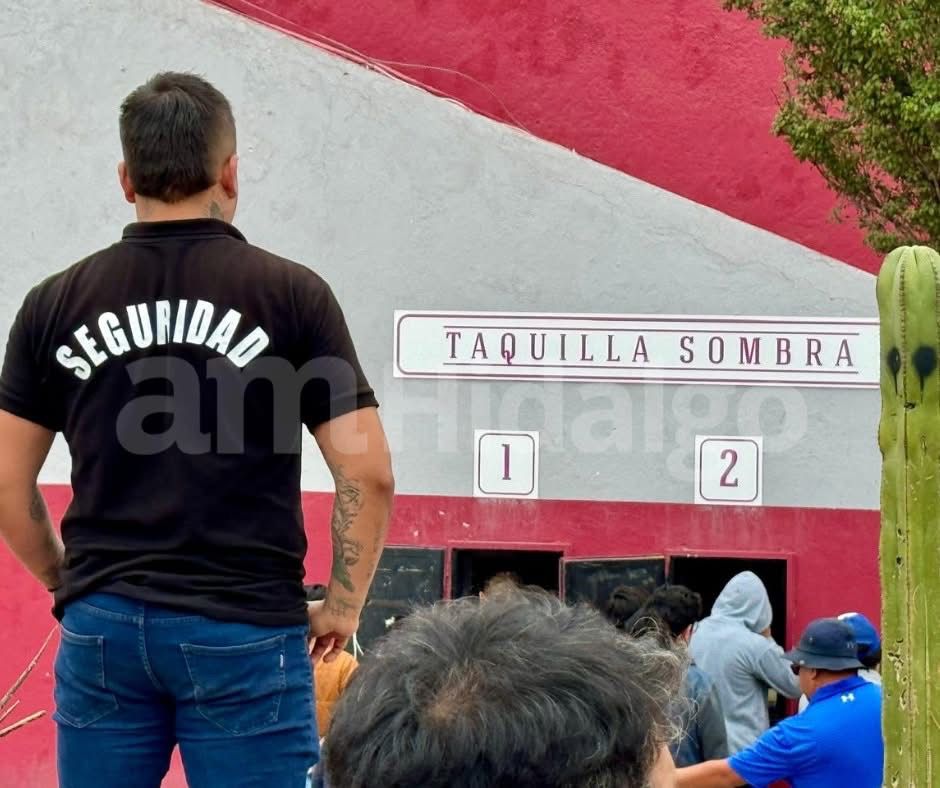 SEGURIDAD
TAQUILLA SOMBRA
1
2
amHidalgo